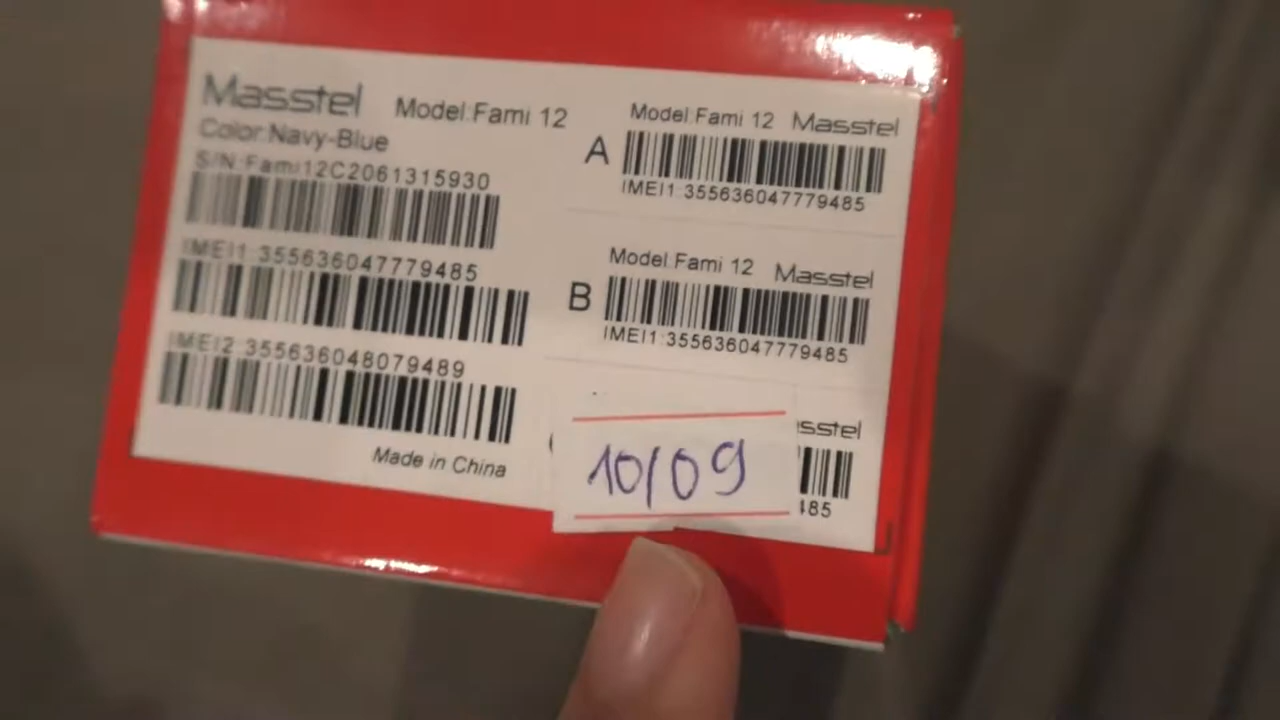 Masstel Model:Fami 12
Color:Navy-Blue
S/N:Fami12C2061315930
IMEI1:355636047779485
IMEI2:355636048079489
Made in China
A
Model:Fami 12 Masstel
IMEI1:355636047779485
B
Model:Fami 12 Masstel
IMEI1:355636047779485
sstel
485
10/09